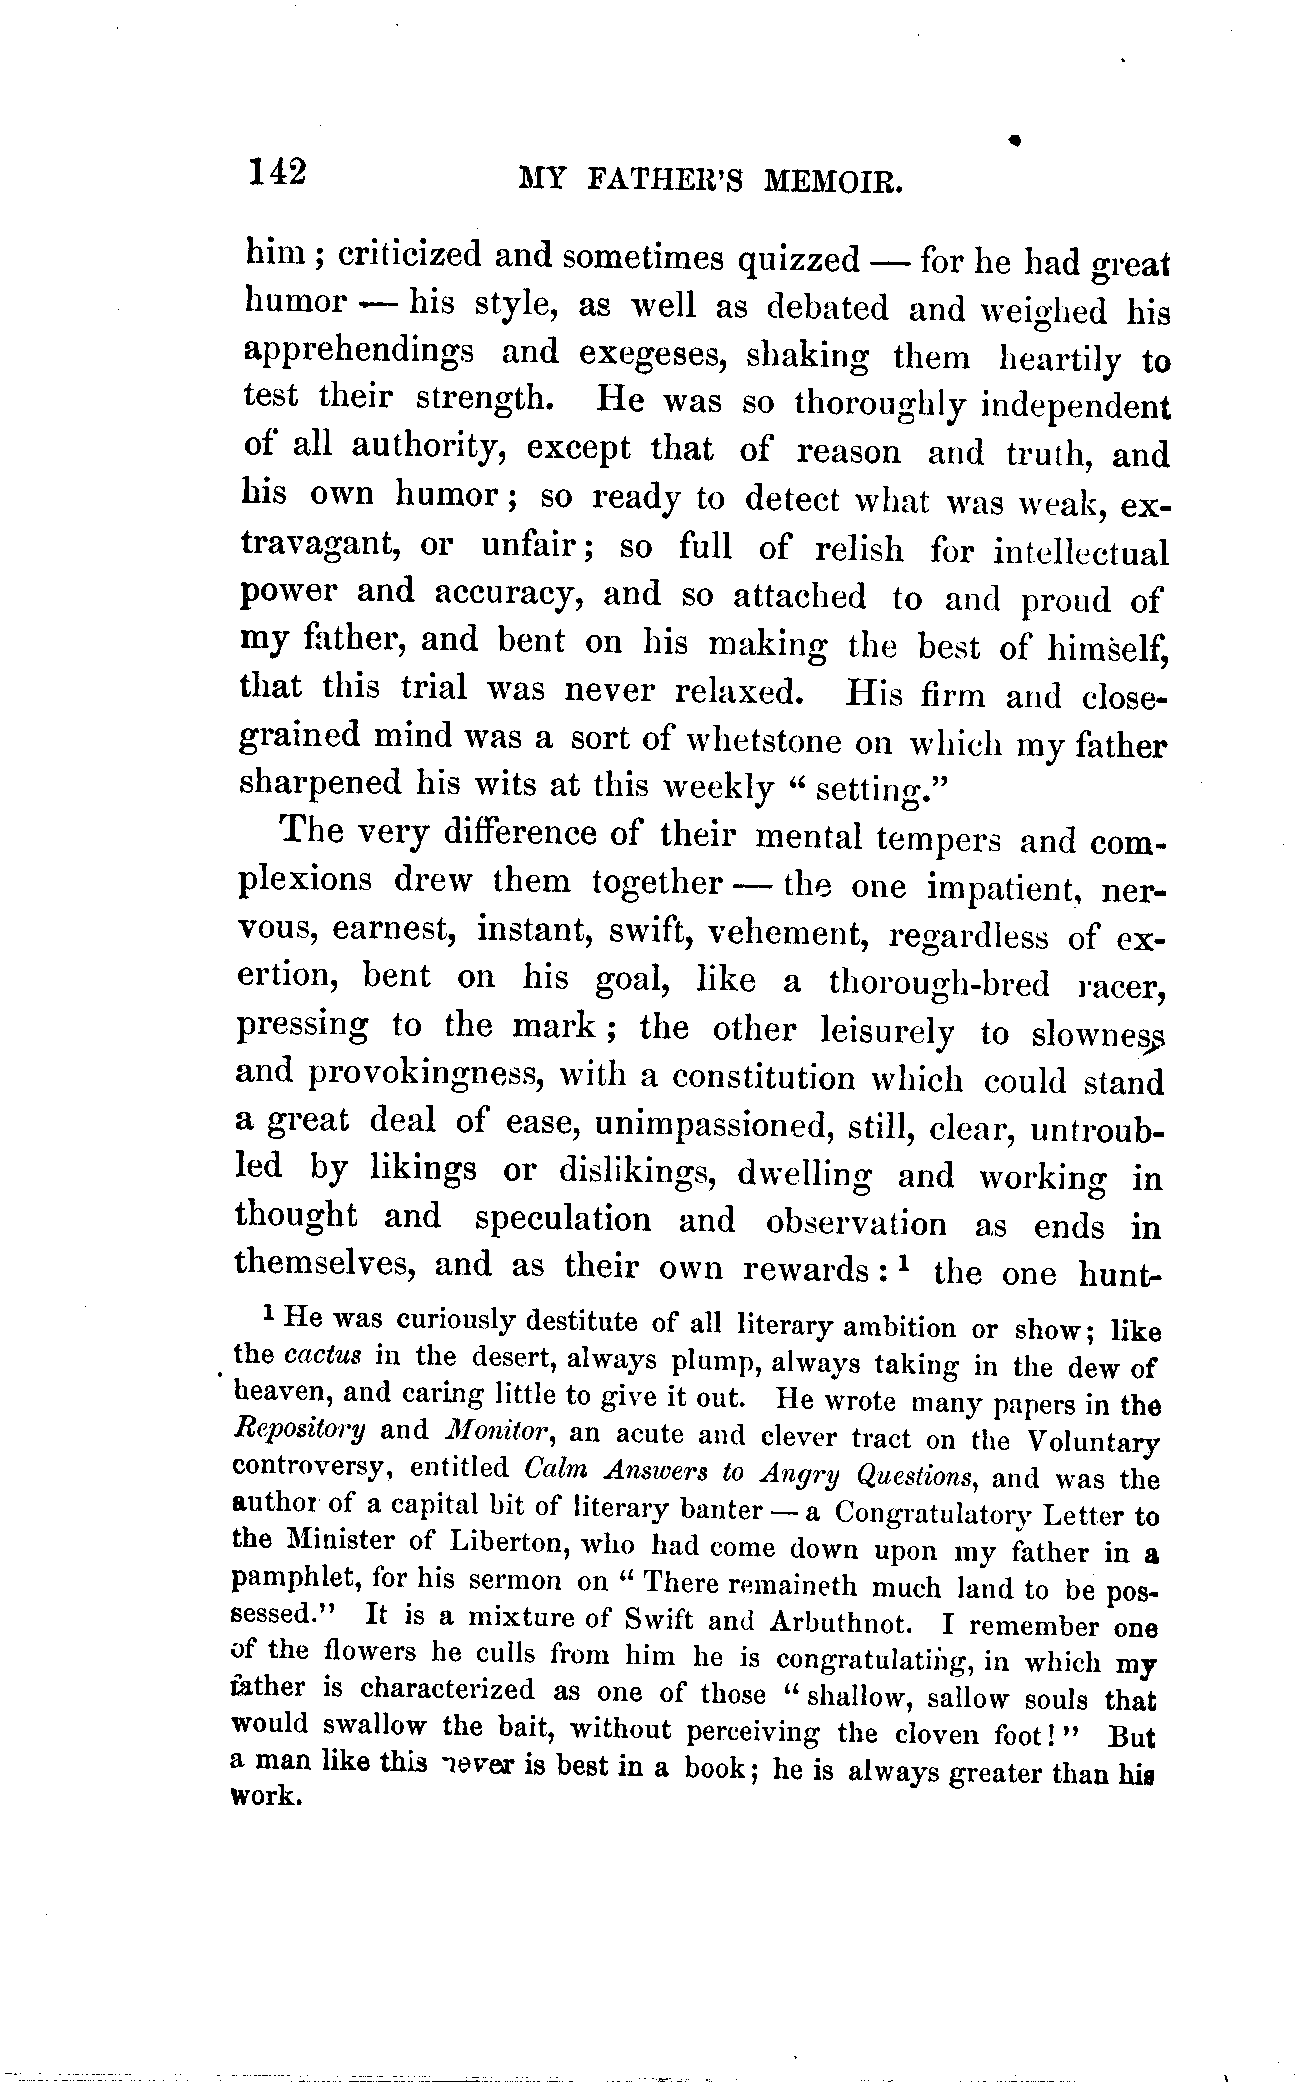 142 MY FATHER'S MEMOIR.
him ; criticized and sometimes quizzed — for he had great
humor — his style, as well as debated and weighed his
apprehendings and exegeses, shaking them heartily to
test their strength. He was so thoroughly independent
of all authority, except that of reason and truth, and
his own humor ; so ready to detect what was weak, ex-
travagant, or unfair ; so full of relish for intellectual
power and accuracy, and so attached to and proud of
my father, and bent on his making the best of himself,
that this trial was never relaxed. His firm and close-
grained mind was a sort of whetstone on which my father
sharpened his wits at this weekly " setting."
The very difference of their mental tempers and com-
plexions drew them together — the one impatient, ner-
vous, earnest, instant, swift, vehement, regardless of ex-
ertion, bent on his goal, like a thorough-bred racer,
pressing to the mark ; the other leisurely to slowness
and provokingness, with a constitution which could stand
a great deal of ease, unimpassioned, still, clear, untroub-
led by likings or dislikings, dwelling and working in
thought and speculation and observation as ends in
themselves, and as their own rewards : 1 the one hunt-
1 He was curiously destitute of all literary ambition or show; like
the cactus in the desert, always plump, always taking in the dew of
heaven, and caring little to give it out. He wrote many papers in the
Repository and Monitor, an acute and clever tract on the Voluntary
controversy, entitled Calm Answers to Angry Questions, and was the
author of a capital bit of literary banter — a Congratulatory Letter to
the Minister of Liberton, who had come down upon my father in a
pamphlet, for his sermon on " There remaineth much land to be pos-
sessed." It is a mixture of Swift and Arbuthnot. I remember one
of the flowers he culls from him he is congratulating, in which my
father is characterized as one of those " shallow, sallow souls that
would swallow the bait, without perceiving the cloven foot! " But
a man like this never is best in a book; he is always greater than his
work.